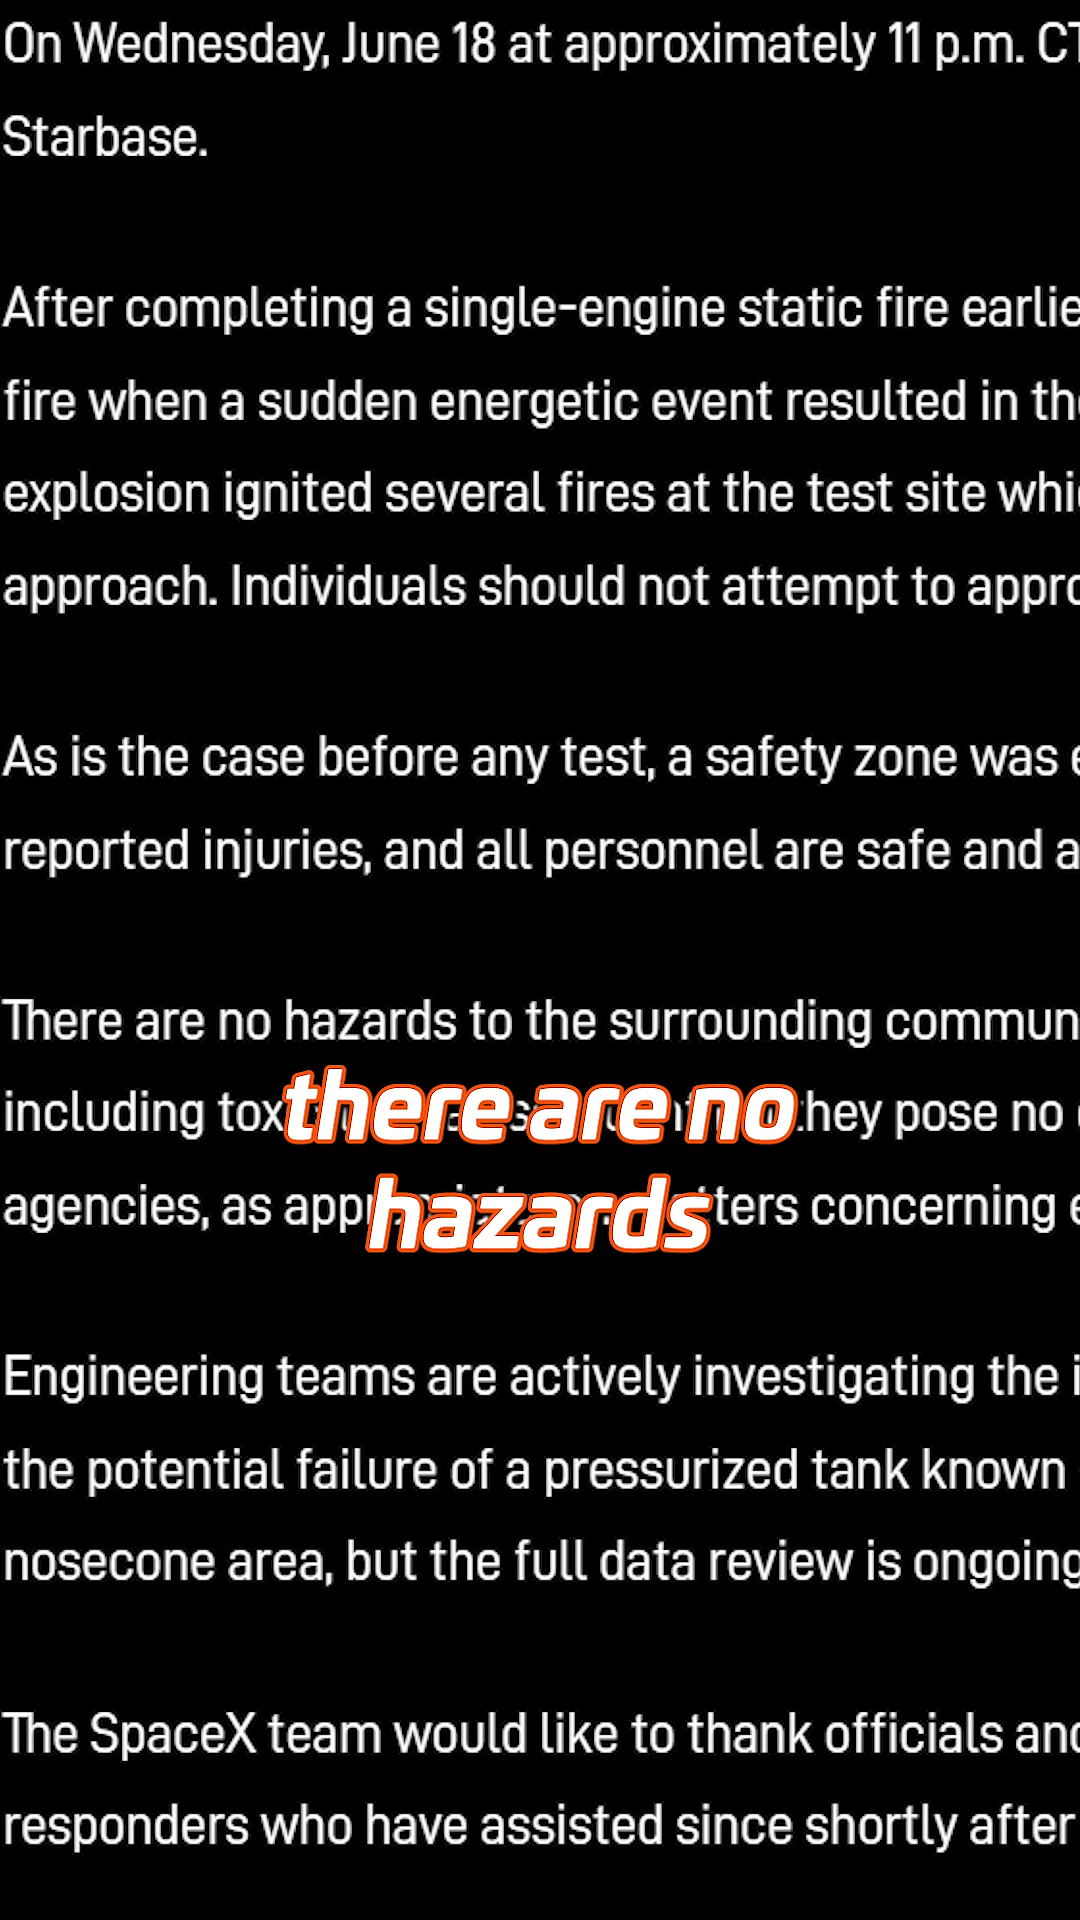 On Wednesday, June 18 at approximately 11 p.m. CT
Starbase.
After completing a single-engine static fire earlie
fire when a sudden energetic event resulted in the
explosion ignited several fires at the test site whi
approach. Individuals should not attempt to appro
As is the case before any test, a safety zone was e
reported injuries, and all personnel are safe and a
There are no hazards to the surrounding commun
including tox
there are no
they pose no
agencies, as app
hazards
tters concerning e
Engineering teams are actively investigating the i
the potential failure of a pressurized tank known
nosecone area, but the full data review is ongoing
The SpaceX team would like to thank officials and
responders who have assisted since shortly after